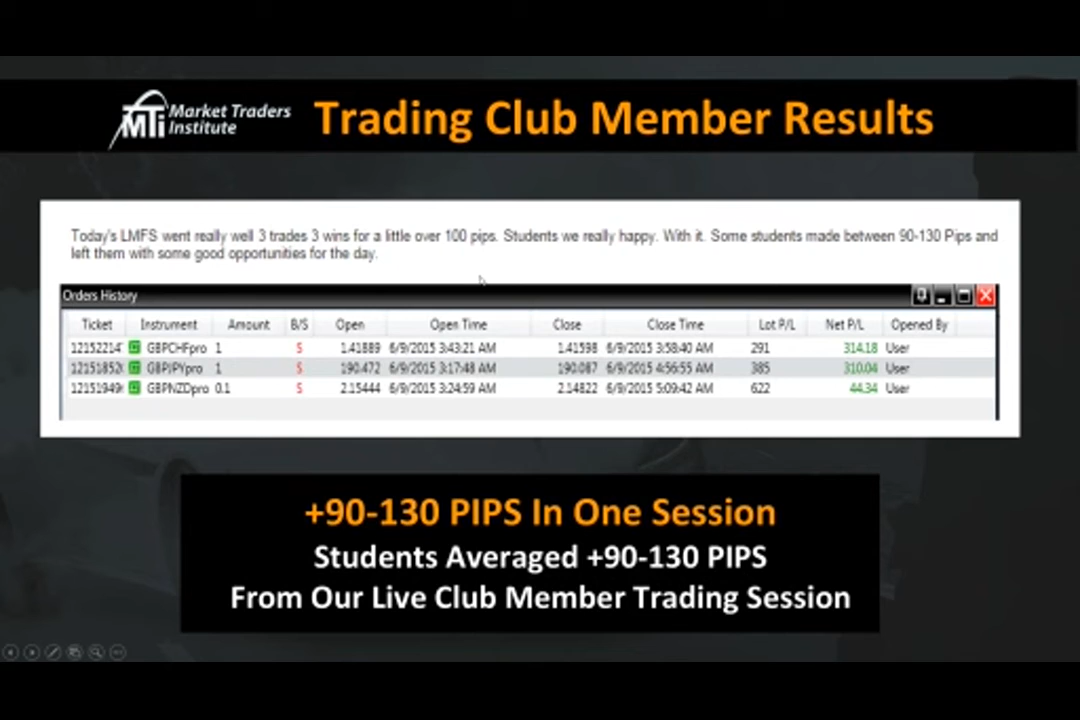 MTI Market Traders
Institute
Trading Club Member Results
Today's LMFS went really well 3 trades 3 wins for a little over 100 pips. Students we really happy. With it. Some students made between 90-130 Pips and
left them with some good opportunities for the day.
Orders History
Ticket Instrument Amount B/S Open Open Time Close Close Time Lot P/L Net P/L Opened By
GBPCHFpro 1 S 1.41889 6/9/2015 3:43:21 AM 1.41598 6/9/2015 3:58:40 AM 291 314.18 User
GBPJPYpro 1 S 190.472 6/9/2015 3:17:48 AM 190.087 6/9/2015 4:56:55 AM 385 310.04 User
GBPNZDpro 0.1 S 2.15444 6/9/2015 3:24:59 AM 2.14822 6/9/2015 5:09:42 AM 622 44.34 User
+90-130 PIPS In One Session
Students Averaged +90-130 PIPS
From Our Live Club Member Trading Session